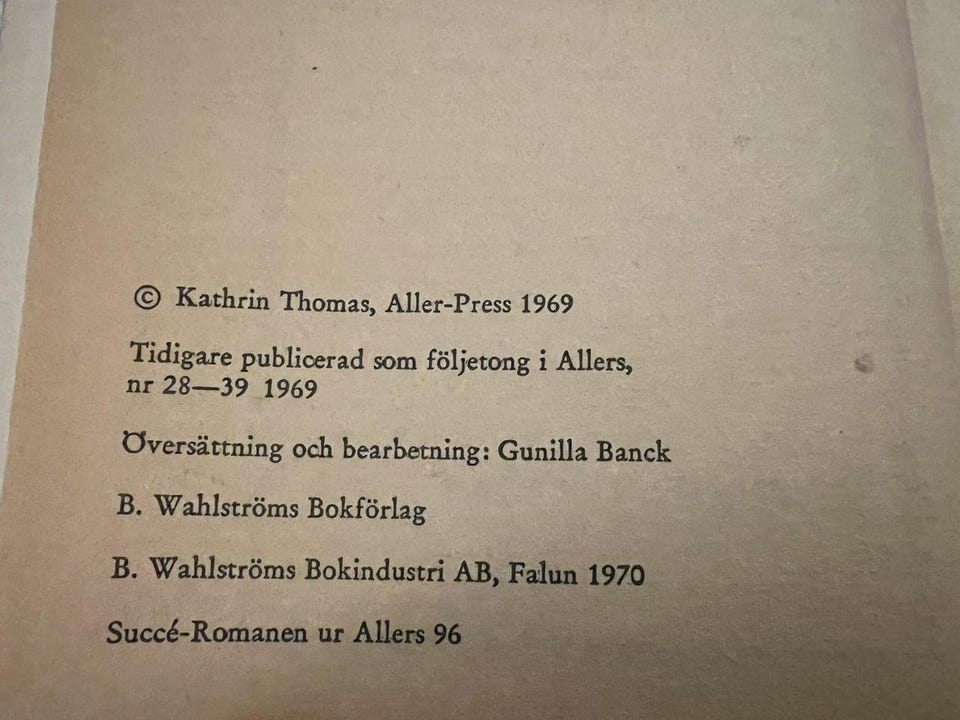 © Kathrin Thomas, Aller-Press 1969
Tidigare publicerad som följetong i Allers,
nr 28—39 1969
Översättning och bearbetning: Gunilla Banck
B. Wahlströms Bokförlag
B. Wahlströms Bokindustri AB, Falun 1970
Succé-Romanen ur Allers 96